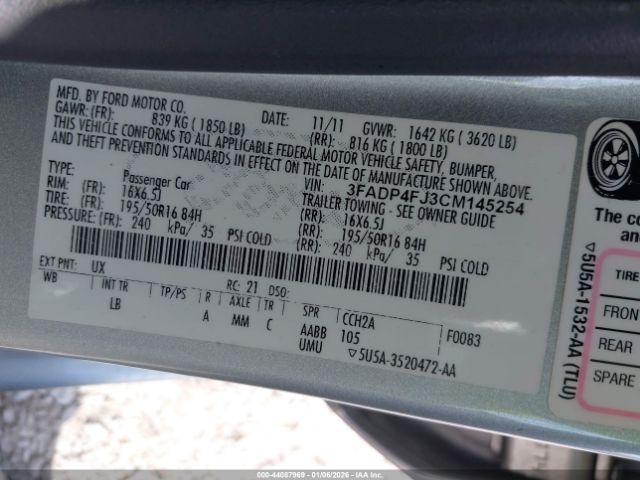 MFD. BY FORD MOTOR CO.
DATE: 11/11 GVWR: 1642 KG ( 3620 LB)
GAWR: (FR): 839 KG ( 1850 LB) (RR): 816 KG ( 1800 LB)
THIS VEHICLE CONFORMS TO ALL APPLICABLE FEDERAL MOTOR VEHICLE SAFETY, BUMPER,
AND THEFT PREVENTION STANDARDS IN EFFECT ON THE DATE OF MANUFACTURE SHOWN ABOVE.
VIN: 3FADP4FJ3CM145254
TYPE: Passenger Car TRAILER TOWING - SEE OWNER GUIDE
RIM: (FR): 16X6.5J (RR): 16X6.5J
TIRE: (FR): 195/50R16 84H (RR): 195/50R16 84H
PRESSURE: (FR): 240 kPa/ 35 PSI COLD (RR): 240 kPa/ 35 PSI COLD
EXT PNT: UX RC: 21 DSO:
WB INT TR TP/PS R AXLE TR SPR CCH2A F0083
LB A MM C AABB 105
UMU ▽5U5A-3520472-AA
The co
an
▽5U5A-1532-AA (TLU)
TIRE
FRONT
REAR
SPARE
000-44087969 | 01/06/2026 | IAA